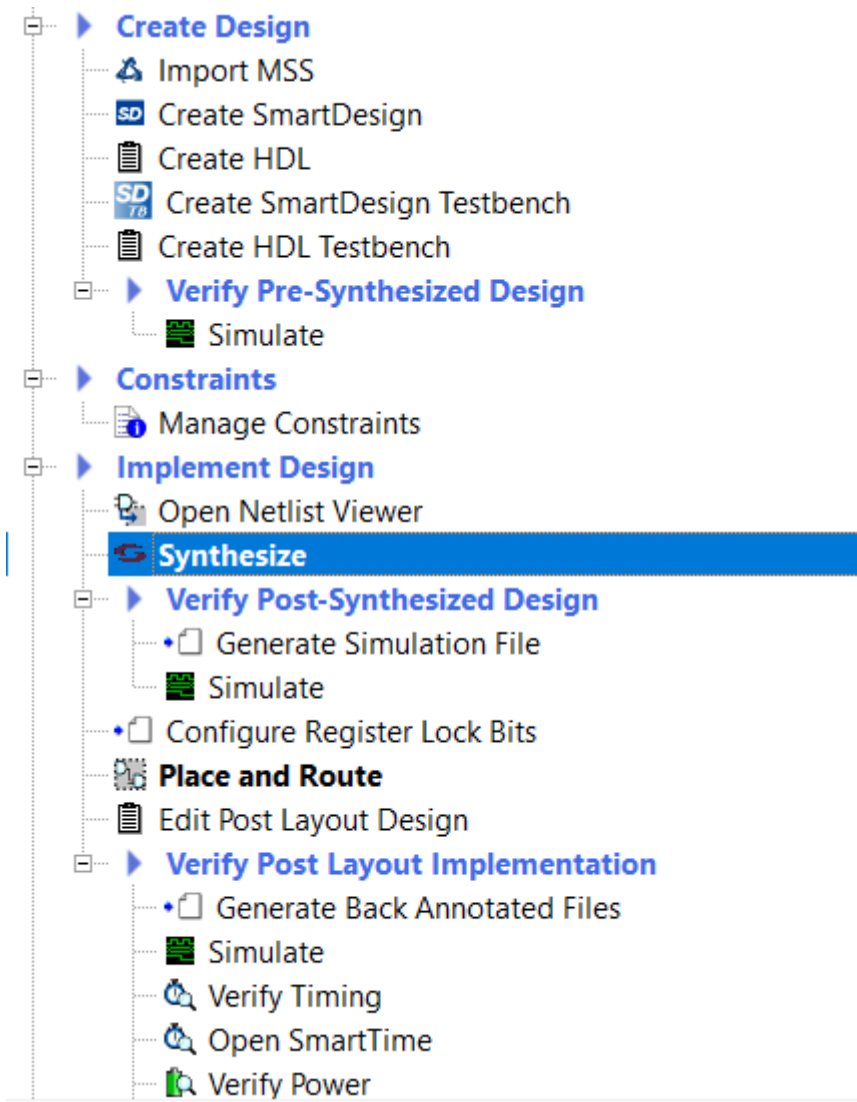 Create Design
Import MSS
SD Create SmartDesign
Create HDL
SD TB Create SmartDesign Testbench
Create HDL Testbench
Verify Pre-Synthesized Design
Simulate
Constraints
Manage Constraints
Implement Design
Open Netlist Viewer
Synthesize
Verify Post-Synthesized Design
Generate Simulation File
Simulate
Configure Register Lock Bits
Place and Route
Edit Post Layout Design
Verify Post Layout Implementation
Generate Back Annotated Files
Simulate
Verify Timing
Open SmartTime
Verify Power